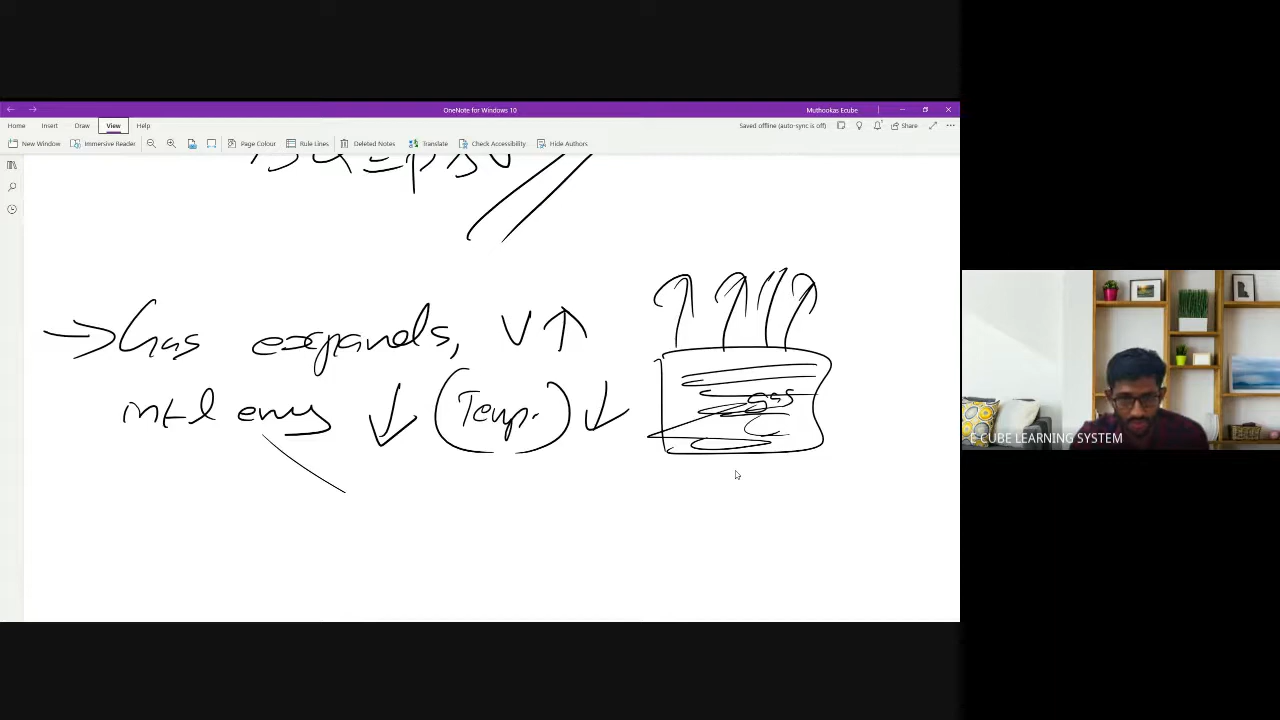 OneNote for Windows 10
Muthookas Ecube
Home Insert Draw View Help
Saved offline (auto-sync is off) Share
New Window Immersive Reader Page Colour Rule Lines Deleted Notes Translate Check Accessibility Hide Authors
→ Gas expands, V ↑
intl enrg ↓ (Temp.) ↓
gas
E CUBE LEARNING SYSTEM